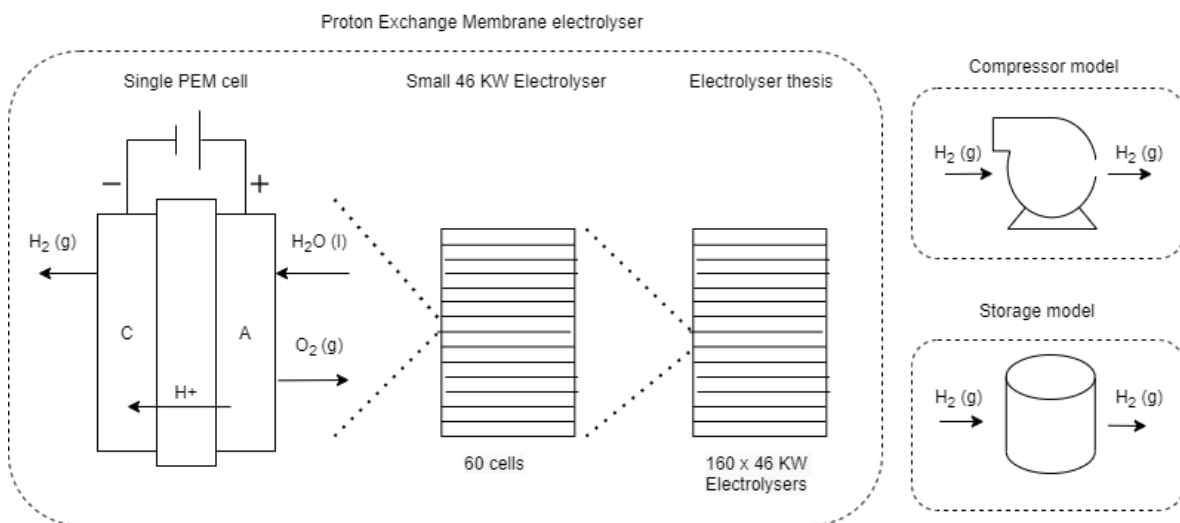 Proton Exchange Membrane electrolyser
Single PEM cell
Small 46 KW Electrolyser
Electrolyser thesis
− +
H2 (g)
H2O (l)
C
A
O2 (g)
H+
60 cells
160 x 46 KW
Electrolysers
Compressor model
H2 (g)
H2 (g)
Storage model
H2 (g)
H2 (g)